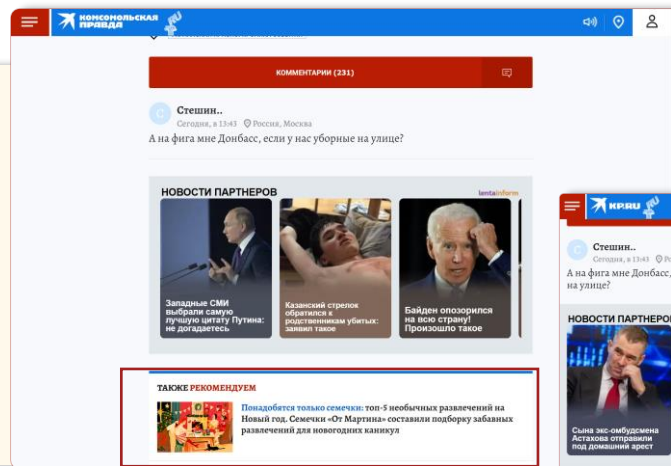 КОМСОМОЛЬСКАЯ
ПРАВДА
RU
КОММЕНТАРИИ (231)
С
Стешин..
Сегодня, в 13:43 Россия, Москва
А на фига мне Донбасс, если у нас уборные на улице?
НОВОСТИ ПАРТНЕРОВ
lentainform
Западные СМИ
выбрали самую
лучшую цитату Путина:
не догадаетесь
Казанский стрелок
обратился к
родственникам убитых:
заявил такое
Байден опозорился
на всю страну!
Произошло такое
ТАКЖЕ РЕКОМЕНДУЕМ
Понадобятся только семечки: топ-5 необычных развлечений на
Новый год. Семечки «От Мартина» составили подборку забавных
развлечений для новогодних каникул
KP.RU
RU
С
Стешин..
Сегодня, в 13:43
А на фига мне Донбасс,
на улице?
НОВОСТИ ПАРТНЕРО
Сына экс-омбудсмена
Астахова отправили
под домашний арест